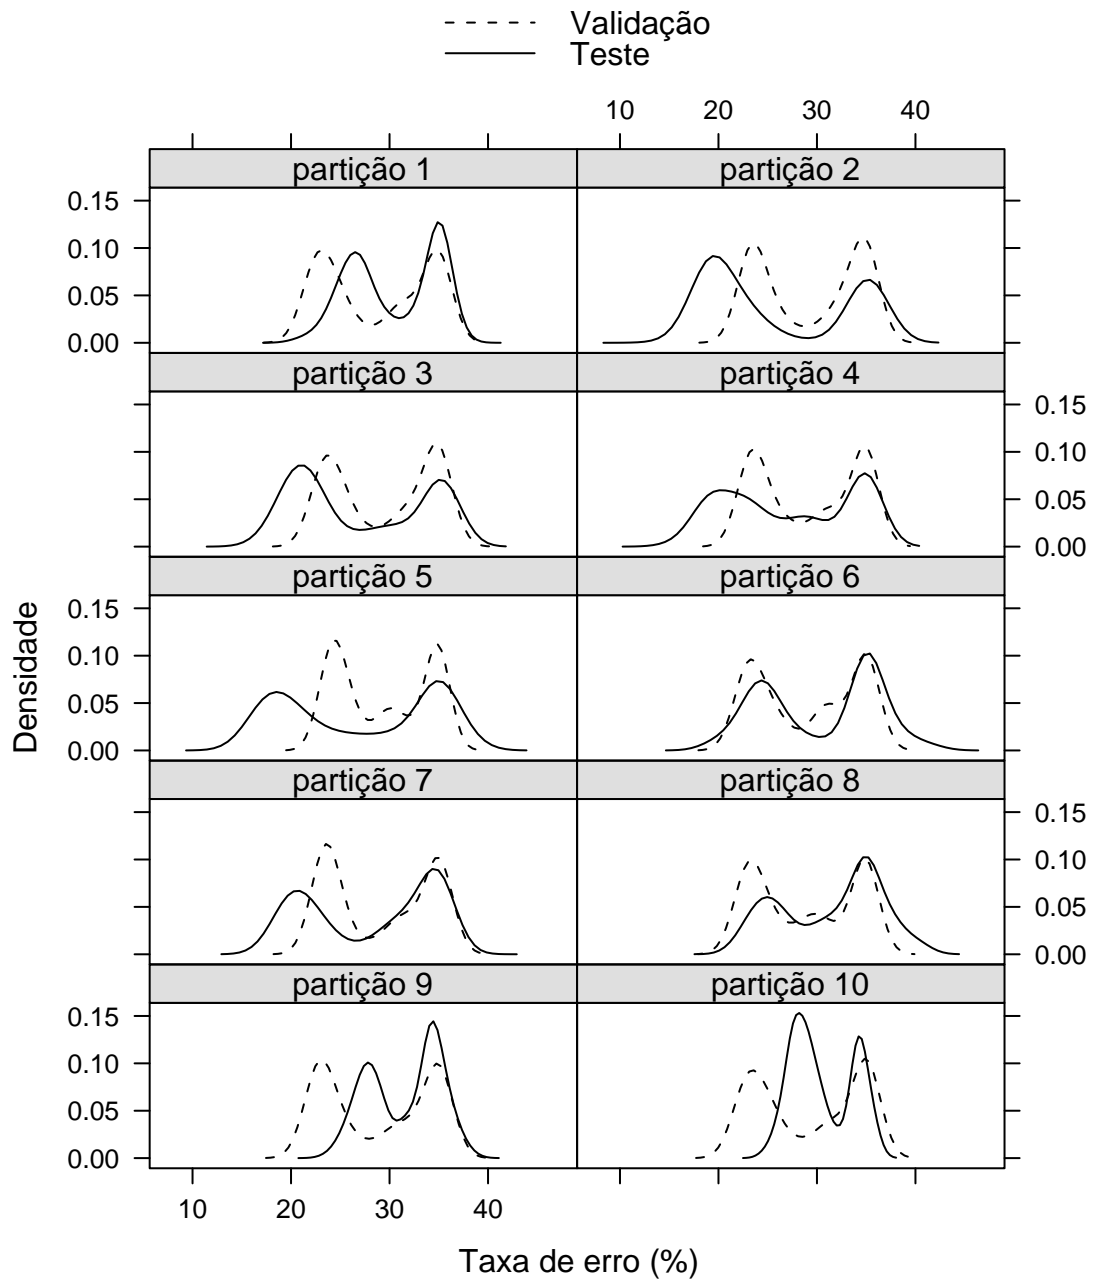 Validação
Teste
10 20 30 40
partição 1 partição 2
0.15
0.10
0.05
0.00
partição 3 partição 4
0.15
0.10
0.05
0.00
partição 5 partição 6
0.15
0.10
0.05
0.00
partição 7 partição 8
0.15
0.10
0.05
0.00
partição 9 partição 10
0.15
0.10
0.05
0.00
10 20 30 40
Densidade
Taxa de erro (%)